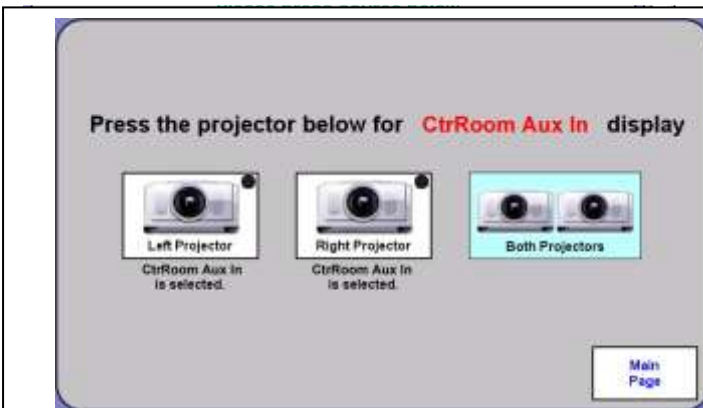 Press the projector below for CtrRoom Aux In display
Left Projector
Right Projector
Both Projectors
CtrRoom Aux In
is selected.
CtrRoom Aux In
is selected.
Main
Page